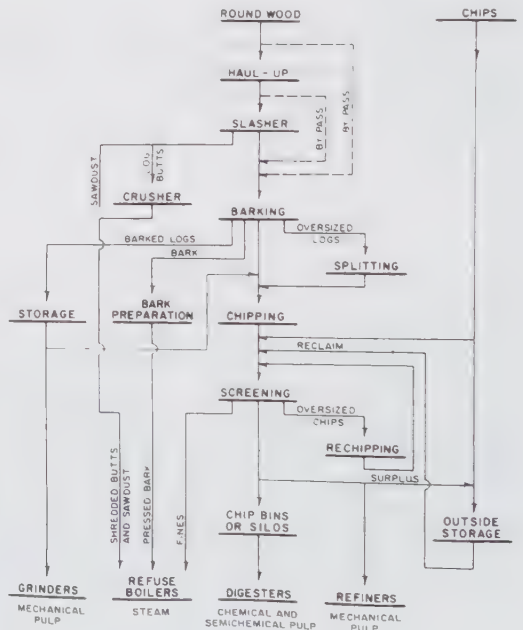 ROUND WOOD
CHIPS
HAUL-UP
BY PASS
BY PASS
SLASHER
SAWDUST
BUTTS
CRUSHER
BARKING
BARKED LOGS
BARK
OVERSIZED
LOGS
SPLITTING
STORAGE
BARK
PREPARATION
CHIPPING
RECLAIM
SCREENING
OVERSIZED
CHIPS
RECHIPPING
SURPLUS
SHREDDED BUTTS
AND SAWDUST
PRESSED BARK
FINES
CHIP BINS
OR SILOS
OUTSIDE
STORAGE
GRINDERS
MECHANICAL
PULP
REFUSE
BOILERS
STEAM
DIGESTERS
CHEMICAL AND
SEMICHEMICAL PULP
REFINERS
MECHANICAL
PULP